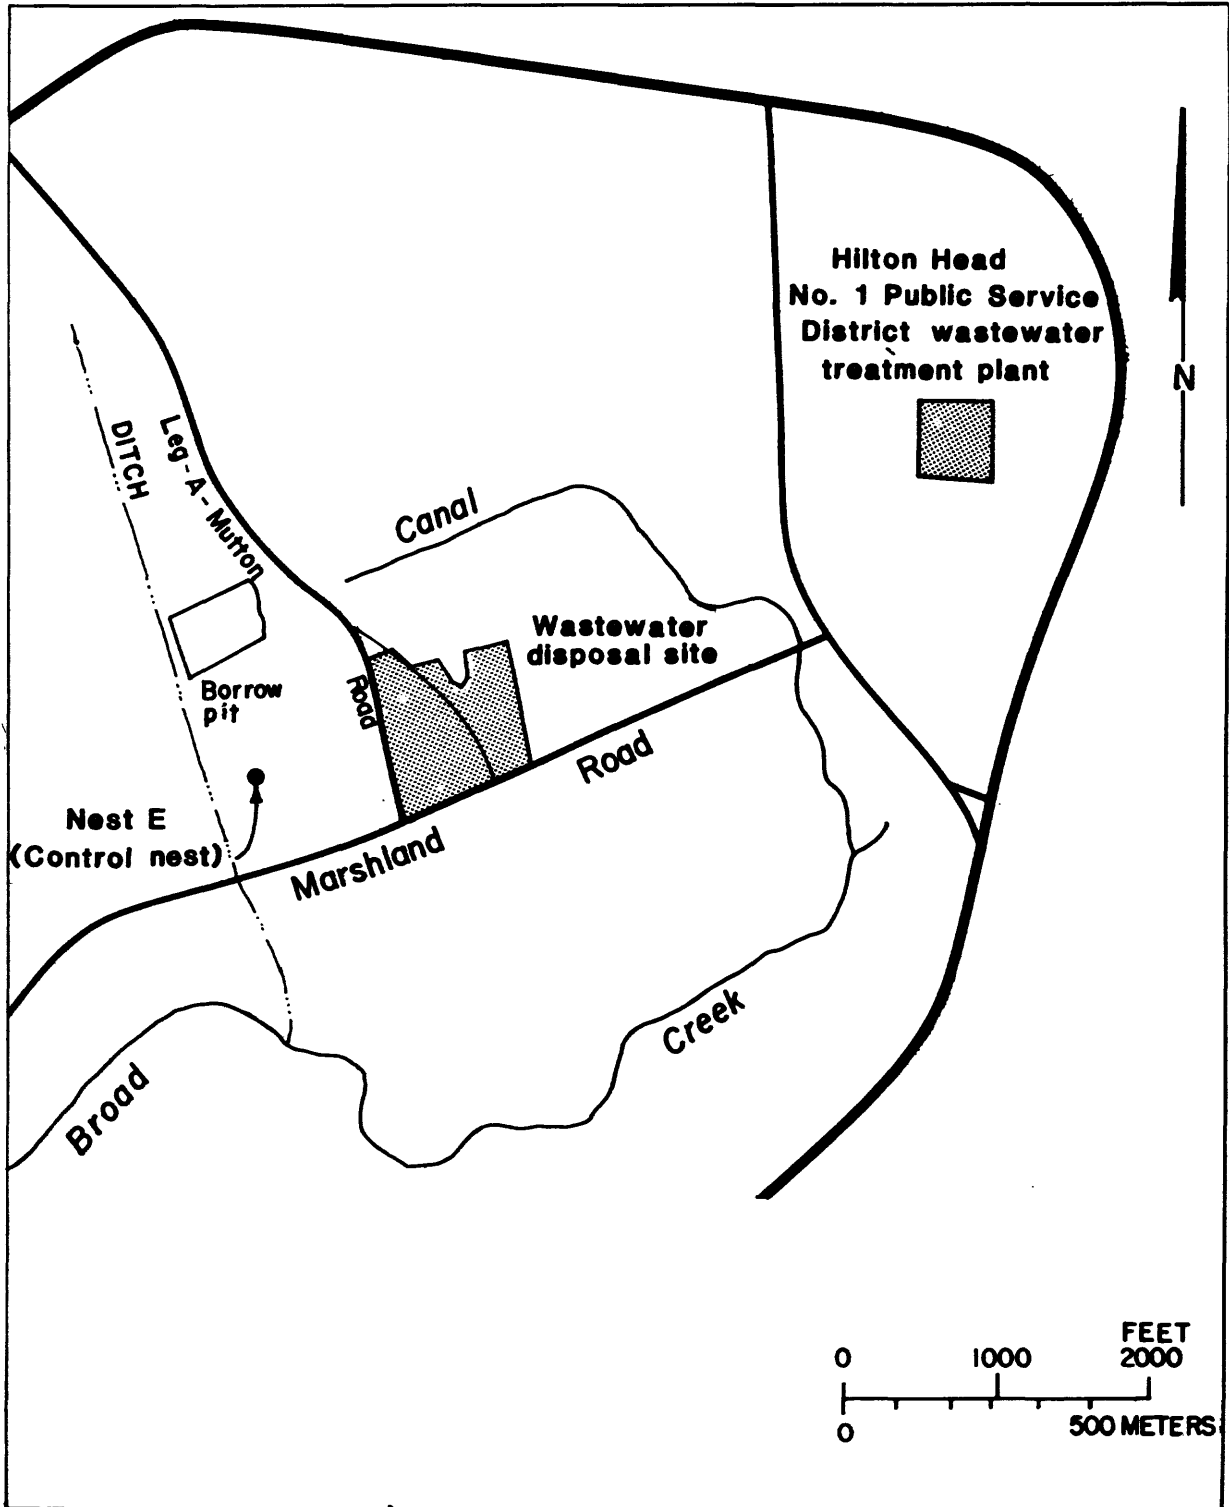 Hilton Head
No. 1 Public Service
District wastewater
treatment plant
N
DITCH
Leg-A-Mutton
Road
Canal
Wastewater
disposal site
Borrow
pit
Road
Nest E
(Control nest)
Marshland
Creek
Broad
FEET
0 1000 2000
0 500 METERS